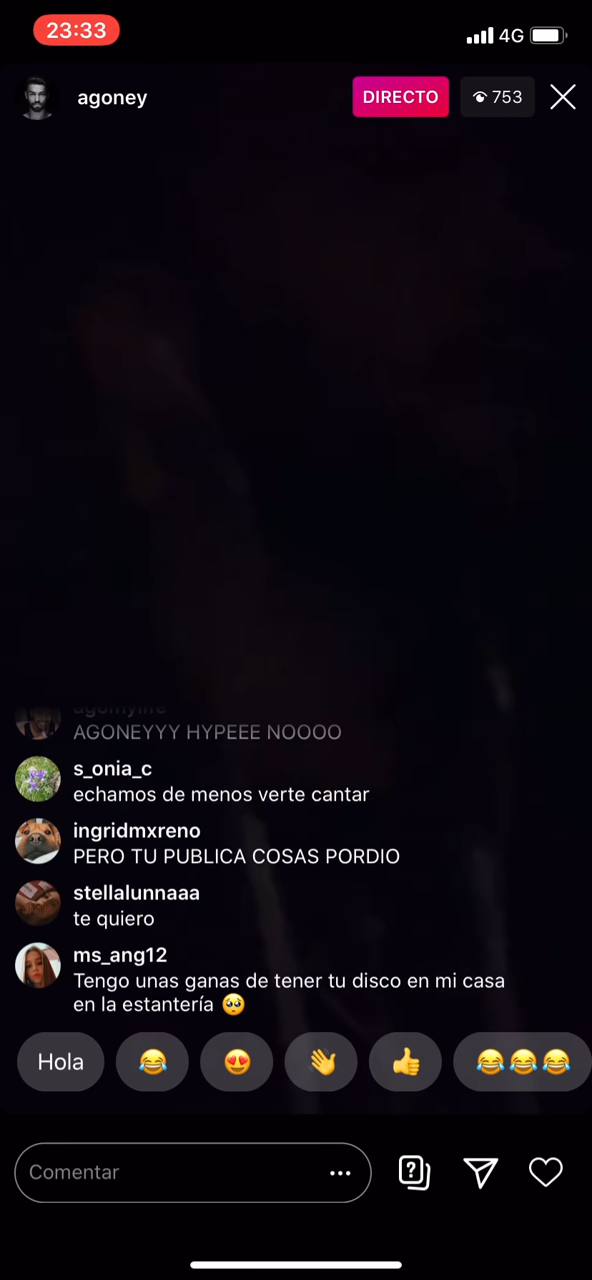 23:33
4G
agoney
DIRECTO
753
AGONEYYY HYPEEE NOOOO
s_onia_c
echamos de menos verte cantar
ingridmxreno
PERO TU PUBLICA COSAS PORDIO
stellalunnaaa
te quiero
ms_ang12
Tengo unas ganas de tener tu disco en mi casa
en la estantería 🥺
Hola 😂 😍 👋 👍 😂😂😂
Comentar